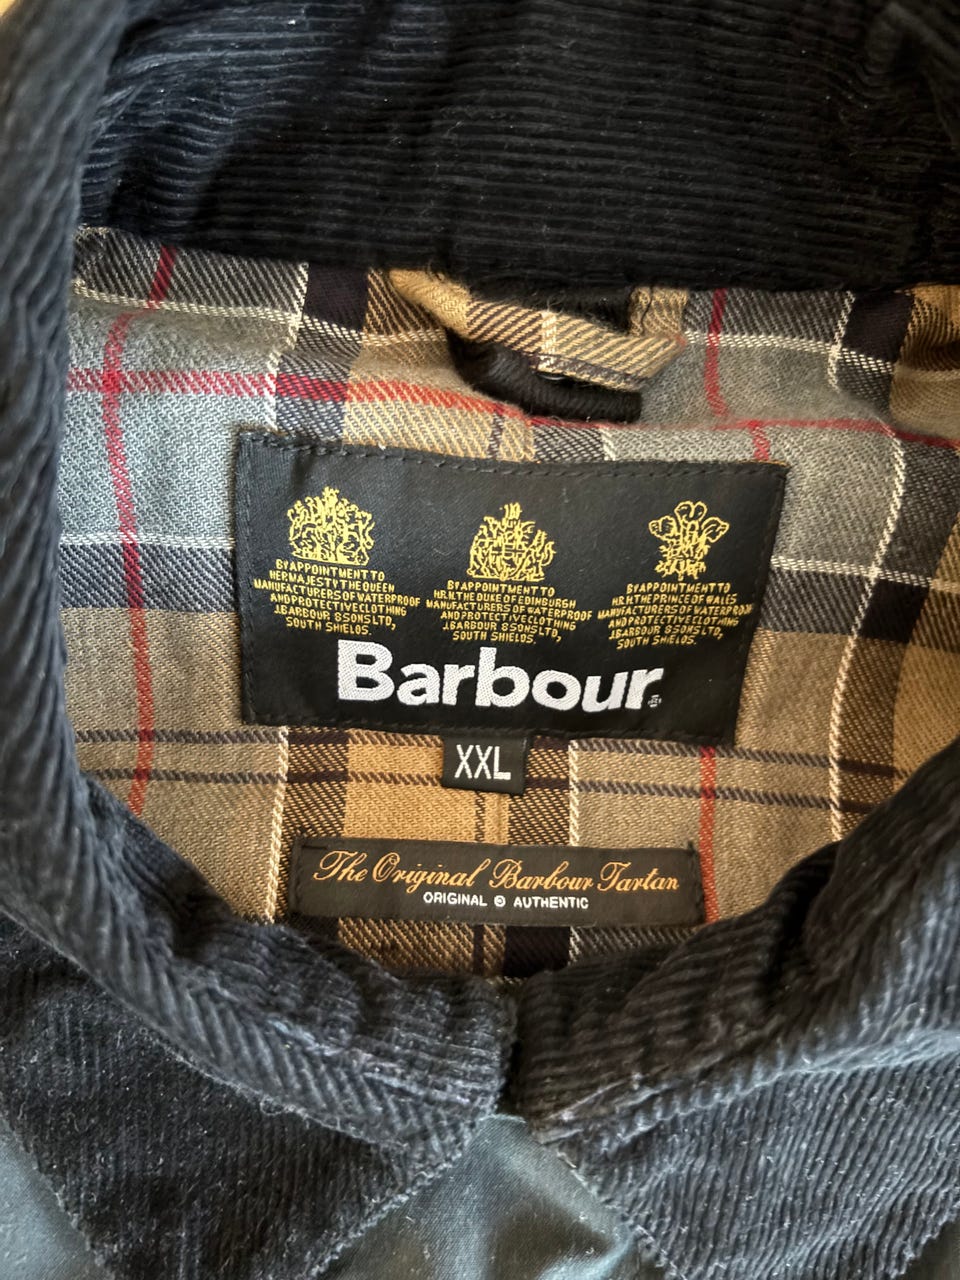 BY APPOINTMENT TO
HER MAJESTY THE QUEEN
MANUFACTURERS OF WATERPROOF
AND PROTECTIVE CLOTHING
J.BARBOUR & SONS LTD,
SOUTH SHIELDS.
BY APPOINTMENT TO
H.R.H. THE DUKE OF EDINBURGH
MANUFACTURERS OF WATERPROOF
AND PROTECTIVE CLOTHING
J.BARBOUR & SONS LTD,
SOUTH SHIELDS.
BY APPOINTMENT TO
H.R.H. THE PRINCE OF WALES
MANUFACTURERS OF WATERPROOF
AND PROTECTIVE CLOTHING
J.BARBOUR & SONS LTD,
SOUTH SHIELDS.
Barbour
XXL
The Original Barbour Tartan
ORIGINAL & AUTHENTIC